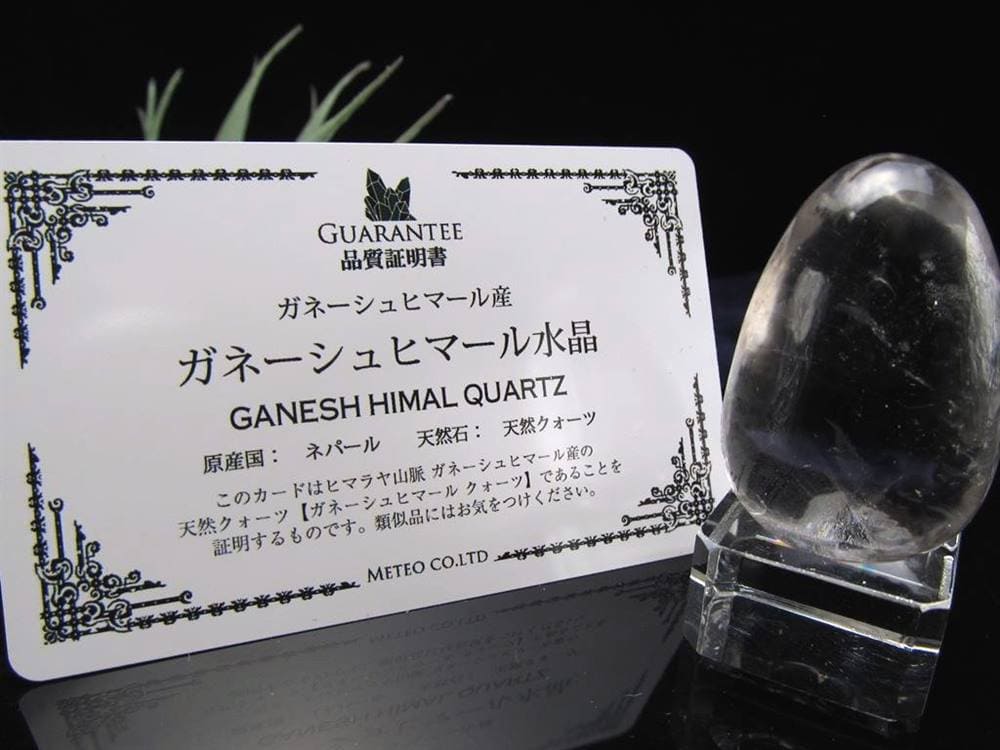 GUARANTEE
品質証明書
ガネーシュヒマール産
ガネーシュヒマール水晶
GANESH HIMAL QUARTZ
原産国： ネパール 天然石： 天然クォーツ
このカードはヒマラヤ山脈 ガネーシュヒマール産の
天然クォーツ【ガネーシュヒマール クォーツ】であることを
証明するものです。類似品にはお気をつけください。
METEO CO.LTD